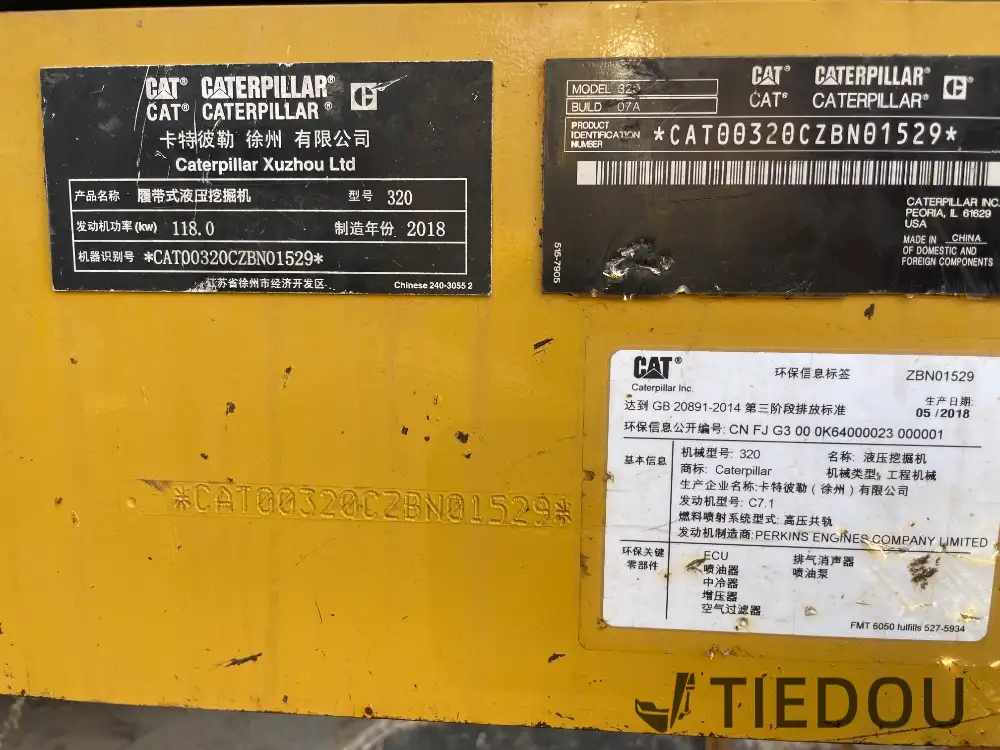 CAT® CATERPILLAR®
CAT® CATERPILLAR®
卡特彼勒 徐州 有限公司
Caterpillar Xuzhou Ltd
产品名称 履带式液压挖掘机 型号 320
发动机功率(kw) 118.0 制造年份 2018
机器识别号 *CAT00320CZBN01529*
江苏省徐州市经济开发区
Chinese 240-3055 2
CAT® CATERPILLAR®
CAT® CATERPILLAR®
MODEL 320
BUILD 07A
PRODUCT
IDENTIFICATION
NUMBER
*CAT00320CZBN01529*
CATERPILLAR INC.
PEORIA, IL 61629
USA
MADE IN CHINA
OF DOMESTIC AND
FOREIGN COMPONENTS
515-7905
CAT®
Caterpillar Inc.
环保信息标签
ZBN01529
生产日期:
05 /2018
达到 GB 20891-2014 第三阶段排放标准
环保信息公开编号: CN FJ G3 00 0K64000023 000001
基本信息
机械型号: 320 名称: 液压挖掘机
商标: Caterpillar 机械类型: 工程机械
生产企业名称:卡特彼勒(徐州)有限公司
发动机型号: C7.1
燃料喷射系统型式: 高压共轨
发动机制造商:PERKINS ENGINES COMPANY LIMITED
环保关键
零部件
ECU 排气消声器
喷油器 喷油泵
中冷器
增压器
空气过滤器
FMT 6050 fulfills 527-5934
*CAT00320CZBN01529*
TIEDOU